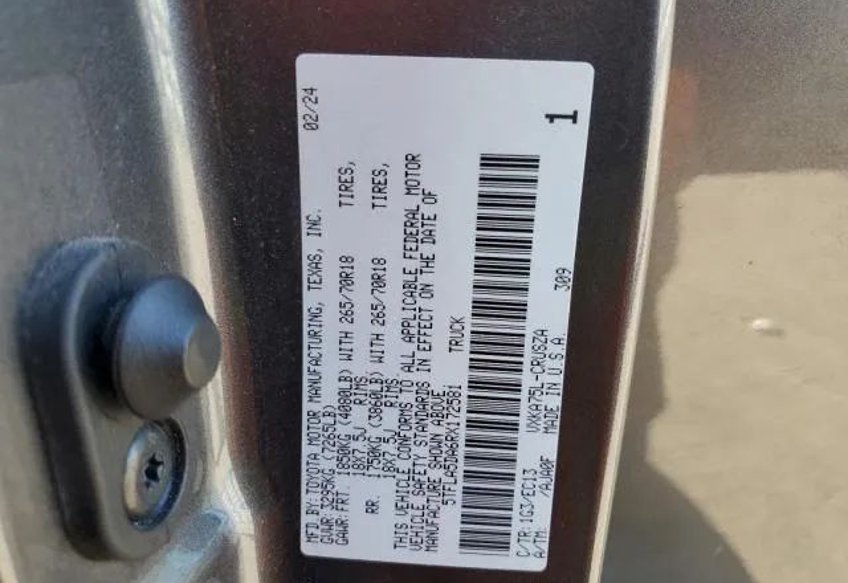 MFD BY: TOYOTA MOTOR MANUFACTURING, TEXAS, INC. 02/24
GVWR: 3295KG (7265LB)
GAWR: FRT. 1850KG (4080LB) WITH 265/70R18 TIRES,
18X7.5J RIMS
RR. 1750KG (3860LB) WITH 265/70R18 TIRES,
18X7.5J RIMS
THIS VEHICLE CONFORMS TO ALL APPLICABLE FEDERAL MOTOR
VEHICLE SAFETY STANDARDS IN EFFECT ON THE DATE OF
MANUFACTURE SHOWN ABOVE
5TFLA5DA6RX172581 TRUCK
C/TR: 1G3/EC13 VXKA75L-CRUSZA 309
A/TM: /AJA0F MADE IN U.S.A.
1